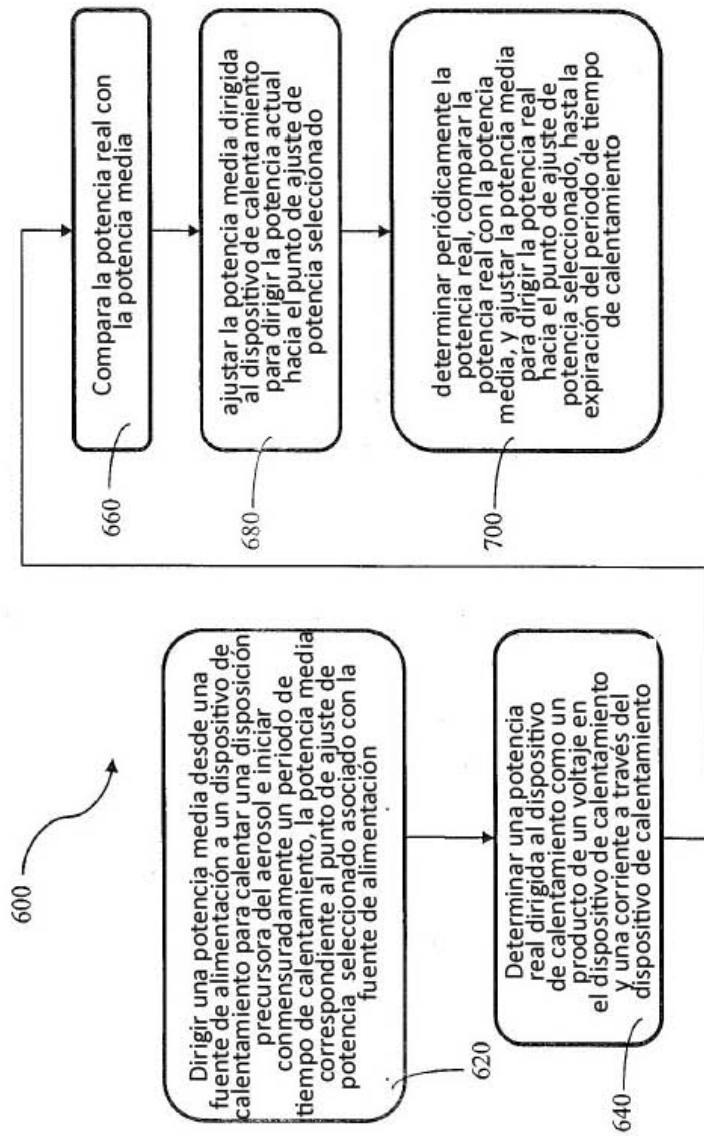 600
Dirigir una potencia media desde una
fuente de alimentación a un dispositivo de
calentamiento para calentar una disposición
precursora del aerosol e iniciar
conmensuradamente un periodo de
tiempo de calentamiento, la potencia media
correspondiente al punto de ajuste de
potencia seleccionado asociado con la
fuente de alimentación
620
Determinar una potencia
real dirigida al dispositivo
de calentamiento como un
producto de un voltaje en
el dispositivo de calentamiento
y una corriente a través del
dispositivo de calentamiento
640
Compara la potencia real con
la potencia media
660
ajustar la potencia media dirigida
al dispositivo de calentamiento
para dirigir la potencia actual
hacia el punto de ajuste de
potencia seleccionado
680
determinar periódicamente la
potencia real, comparar la
potencia real con la potencia
media, y ajustar la potencia media
para dirigir la potencia real
hacia el punto de ajuste de
potencia seleccionado, hasta la
expiración del periodo de tiempo
de calentamiento
700